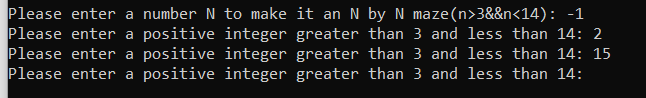 Please enter a number N to make it an N by N maze(n>3&&n<14): -1
Please enter a positive integer greater than 3 and less than 14: 2
Please enter a positive integer greater than 3 and less than 14: 15
Please enter a positive integer greater than 3 and less than 14: